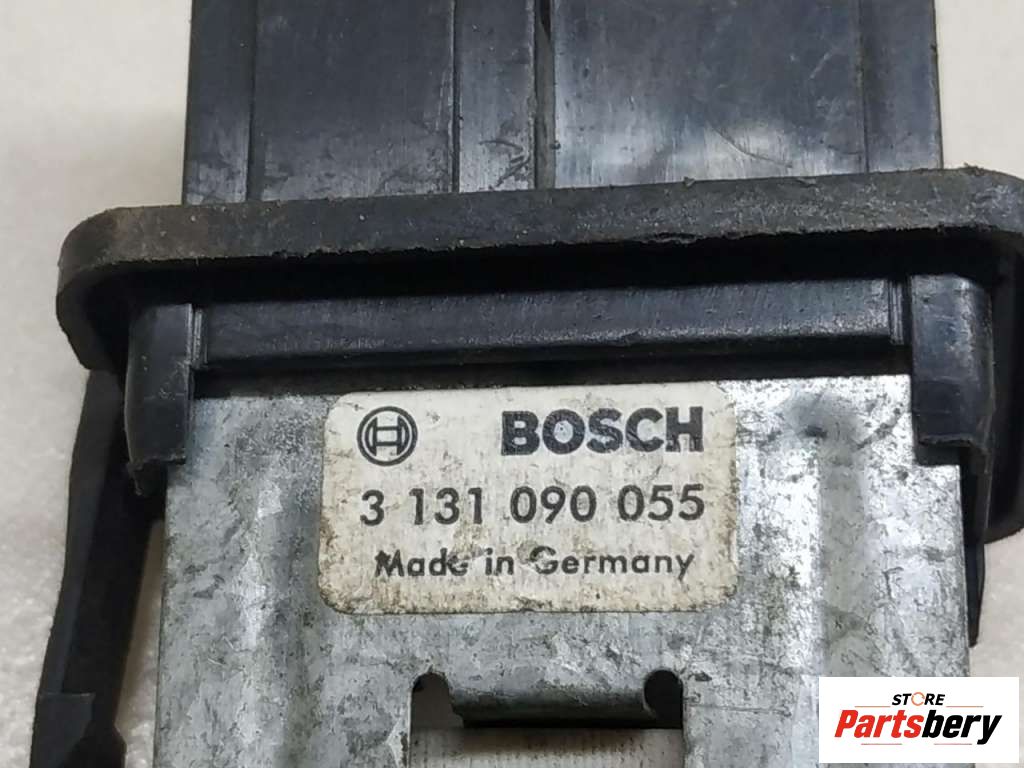 BOSCH
3 131 090 055
Made in Germany
STORE
Partsbery